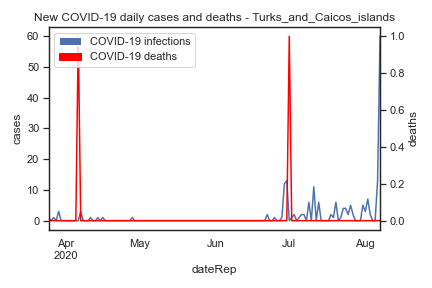 New COVID-19 daily cases and deaths - Turks_and_Caicos_islands
COVID-19 infections
COVID-19 deaths
60
50
40
30
20
10
0
cases
1.0
0.8
0.6
0.4
0.2
0.0
deaths
Apr
2020
May
Jun
Jul
Aug
dateRep